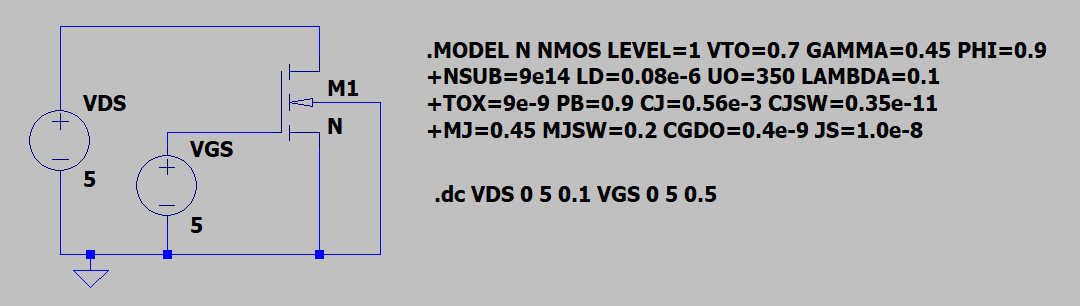 .MODEL N NMOS LEVEL=1 VTO=0.7 GAMMA=0.45 PHI=0.9
+NSUB=9e14 LD=0.08e-6 UO=350 LAMBDA=0.1
+TOX=9e-9 PB=0.9 CJ=0.56e-3 CJSW=0.35e-11
+MJ=0.45 MJSW=0.2 CGDO=0.4e-9 JS=1.0e-8
.dc VDS 0 5 0.1 VGS 0 5 0.5
VDS
5
VGS
5
M1
N